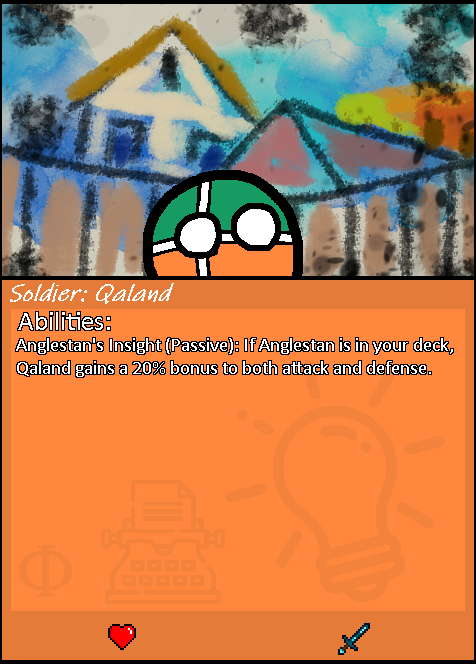 Soldier: Qaland
Abilities:
Anglestan's Insight (Passive): If Anglestan is in your deck,
Qaland gains a 20% bonus to both attack and defense.
Φ